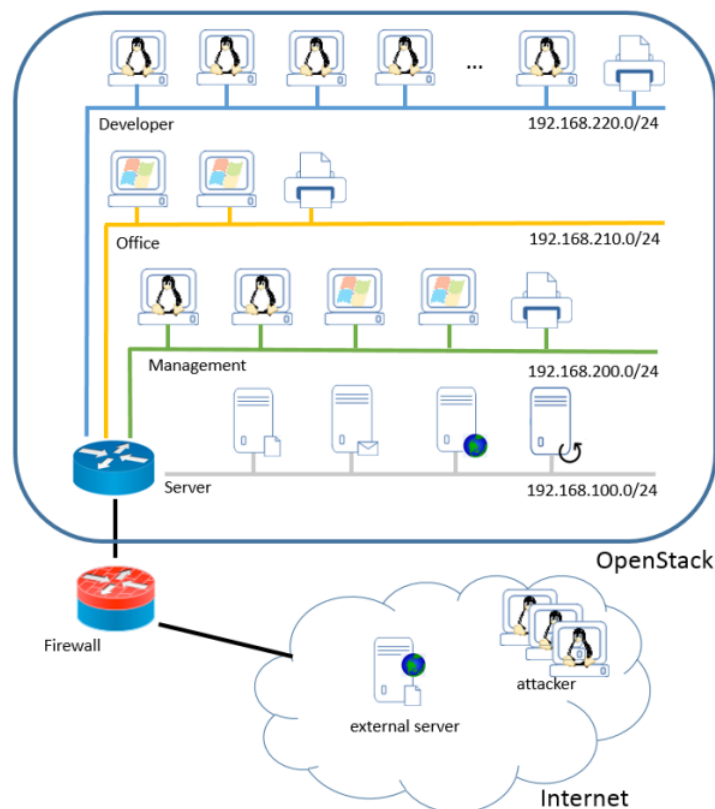 ...
Developer
192.168.220.0/24
Office
192.168.210.0/24
Management
192.168.200.0/24
Server
192.168.100.0/24
OpenStack
Firewall
attacker
external server
Internet